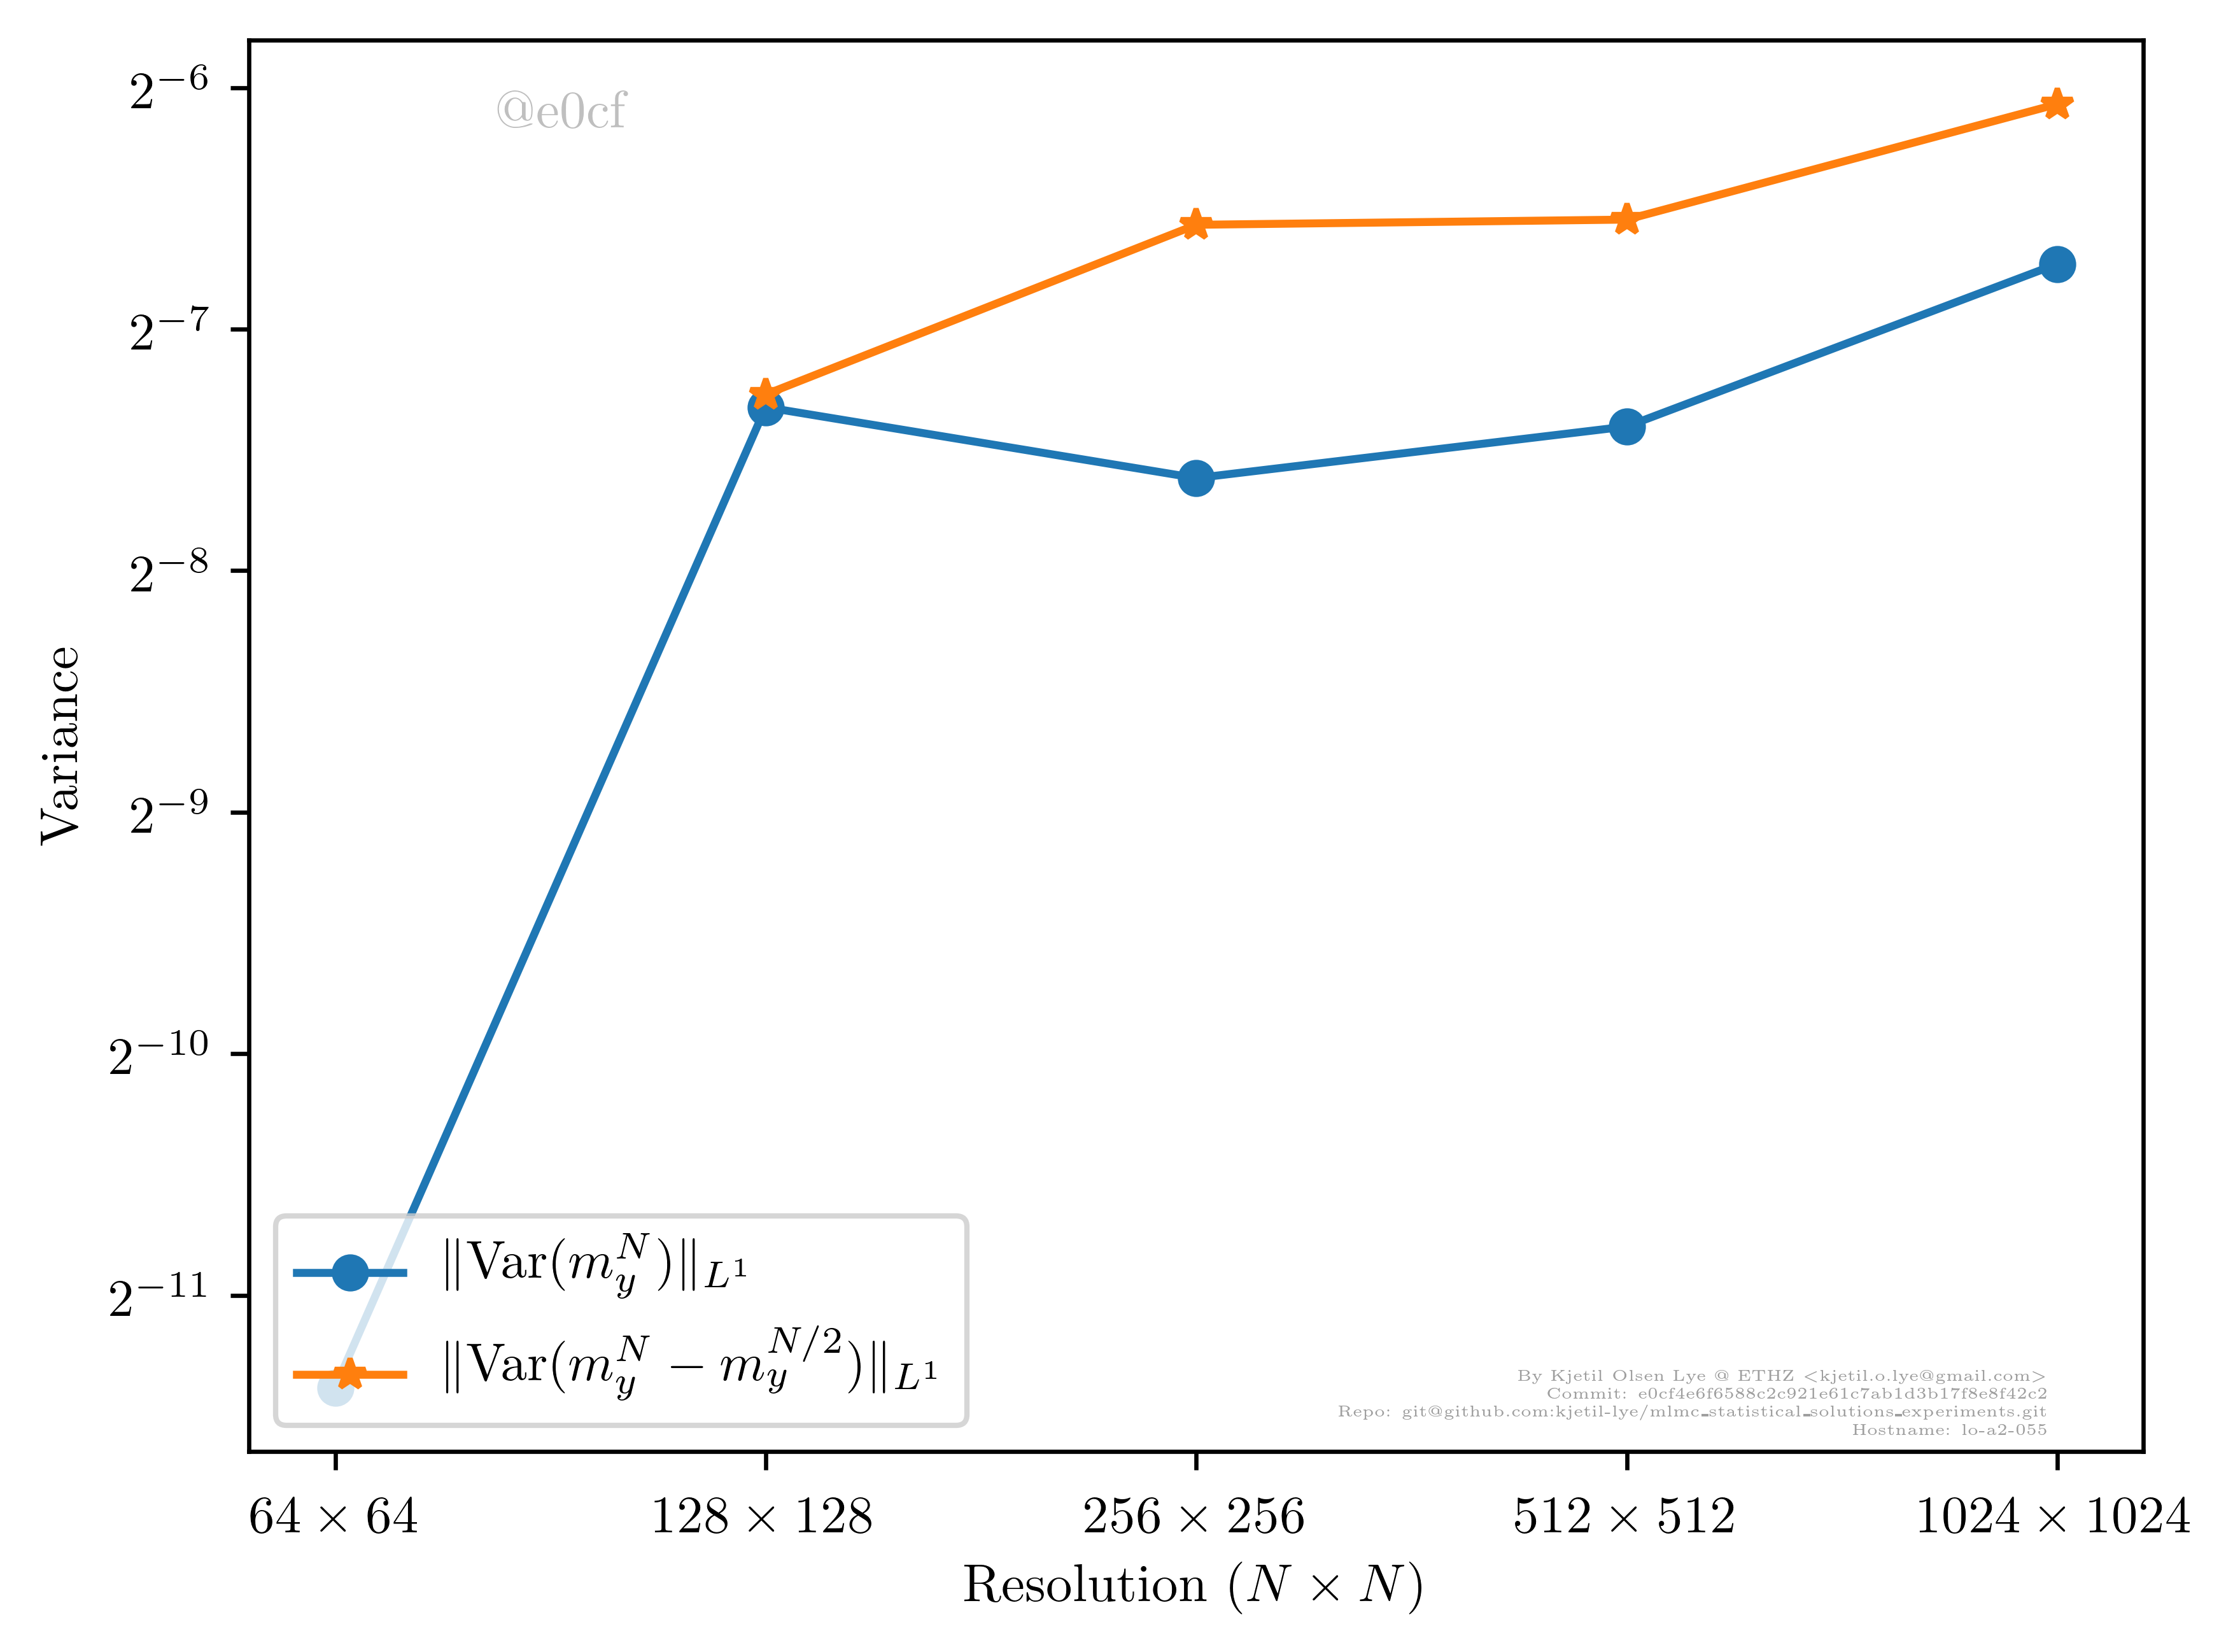 @e0cf
2⁻⁶
2⁻⁷
2⁻⁸
2⁻⁹
2⁻¹⁰
2⁻¹¹
Variance
‖Var(m_y^N)‖_{L^1}
‖Var(m_y^N − m_y^{N/2})‖_{L^1}
By Kjetil Olsen Lye @ ETHZ <kjetil.o.lye@gmail.com>
Commit: e0cf4e6f6588c2c921e61c7ab1d3b17f8e8f42c2
Repo: git@github.com:kjetil-lye/mlmc_statistical_solutions_experiments.git
Hostname: lo-a2-055
64 × 64 128 × 128 256 × 256 512 × 512 1024 × 1024
Resolution (N × N)